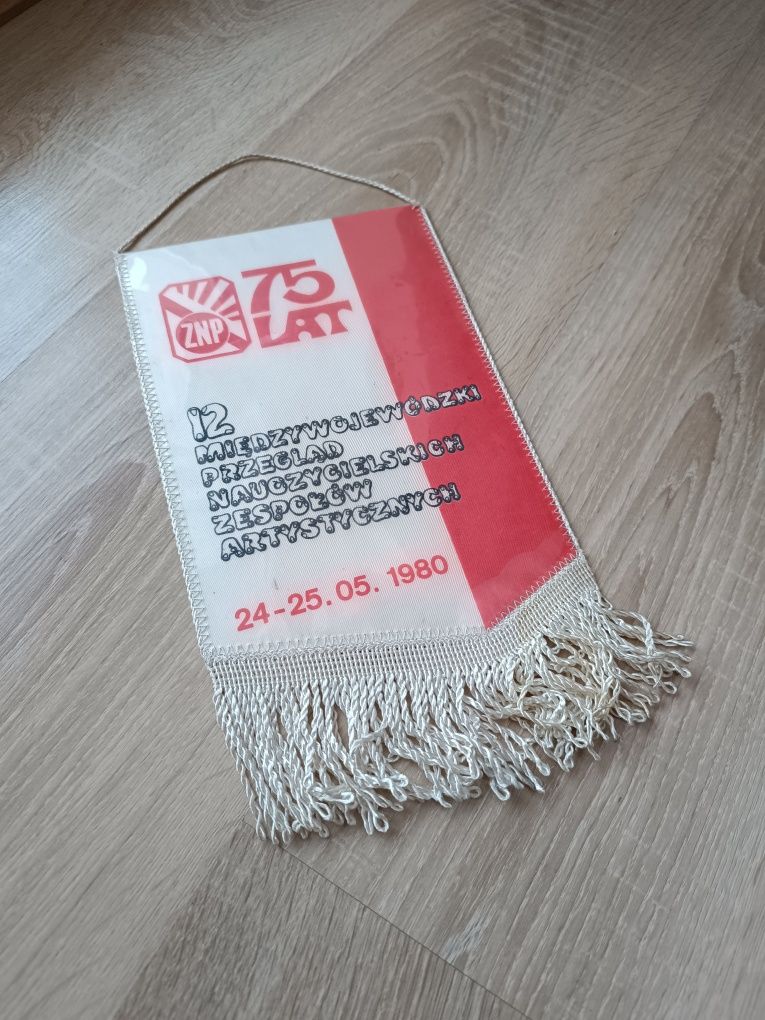 ZNP
75
LAT
12
MIĘDZYWOJEWÓDZKI
PRZEGLĄD
NAUCZYCIELSKICH
ZESPOŁÓW
ARTYSTYCZNYCH
24-25.05.1980